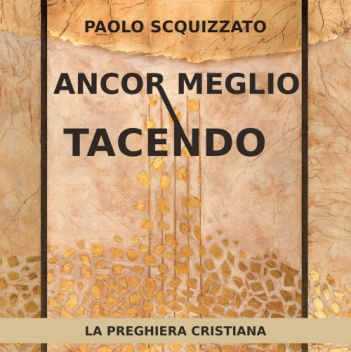 PAOLO SCQUIZZATO
ANCOR MEGLIO
TACENDO
LA PREGHIERA CRISTIANA